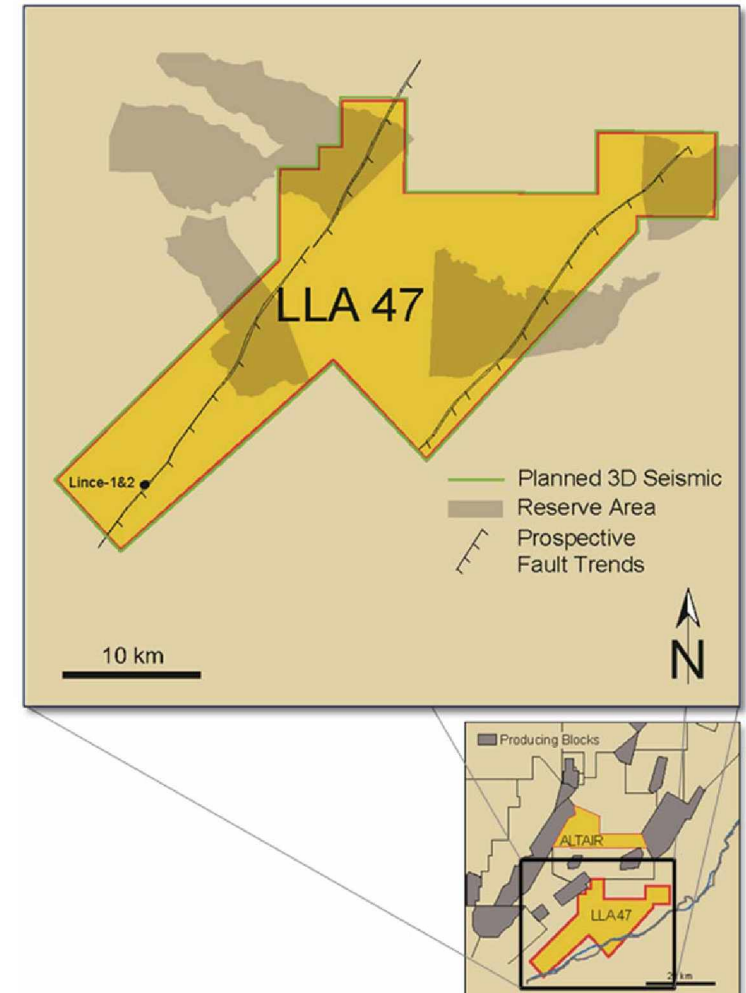 LLA 47
Lince-1&2
Planned 3D Seismic
Reserve Area
Prospective
Fault Trends
10 km
N
Producing Blocks
ALTAIR
LLA 47